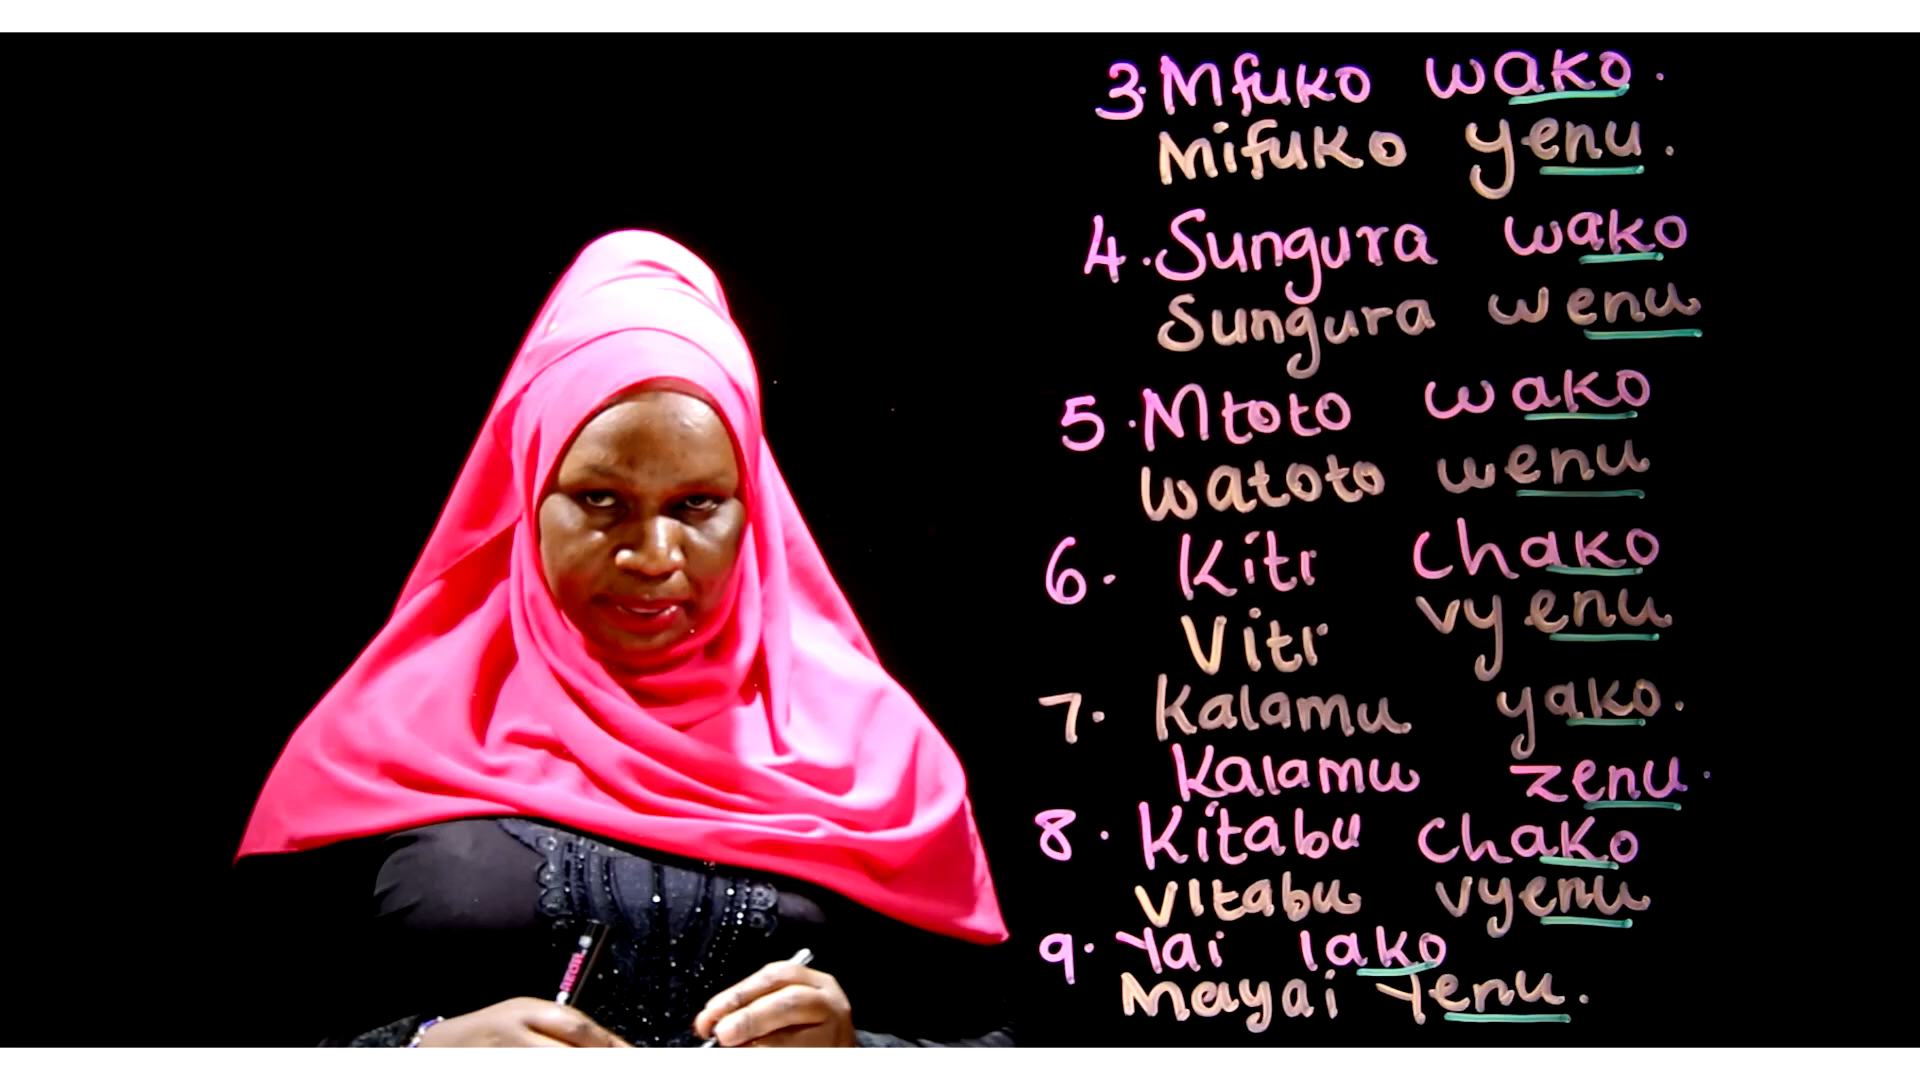 3. Mfuko wako.
Mifuko yenu.
4. Sungura wako
Sungura wenu
5. Mtoto wako
Watoto wenu
6. Kiti chako
Viti vyenu
7. Kalamu yako.
Kalamu zenu.
8. Kitabu chako
Vitabu vyenu
9. Yai lako
Mayai yenu.